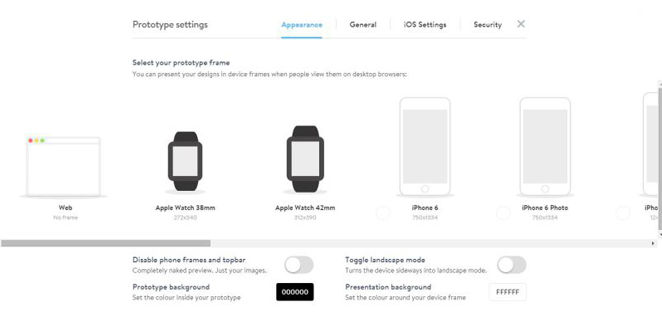 Prototype settings
Appearance
General
iOS Settings
Security
Select your prototype frame
You can present your designs in device frames when people view them on desktop browsers:
Web
No frame
Apple Watch 38mm
272x340
Apple Watch 42mm
312x390
iPhone 6
750x1334
iPhone 6 Photo
750x1334
iPho
12
Disable phone frames and topbar
Completely naked preview. Just your images.
Toggle landscape mode
Turns the device sideways into landscape mode.
Prototype background
Set the colour inside your prototype
000000
Presentation background
Set the colour around your device frame
FFFFFF